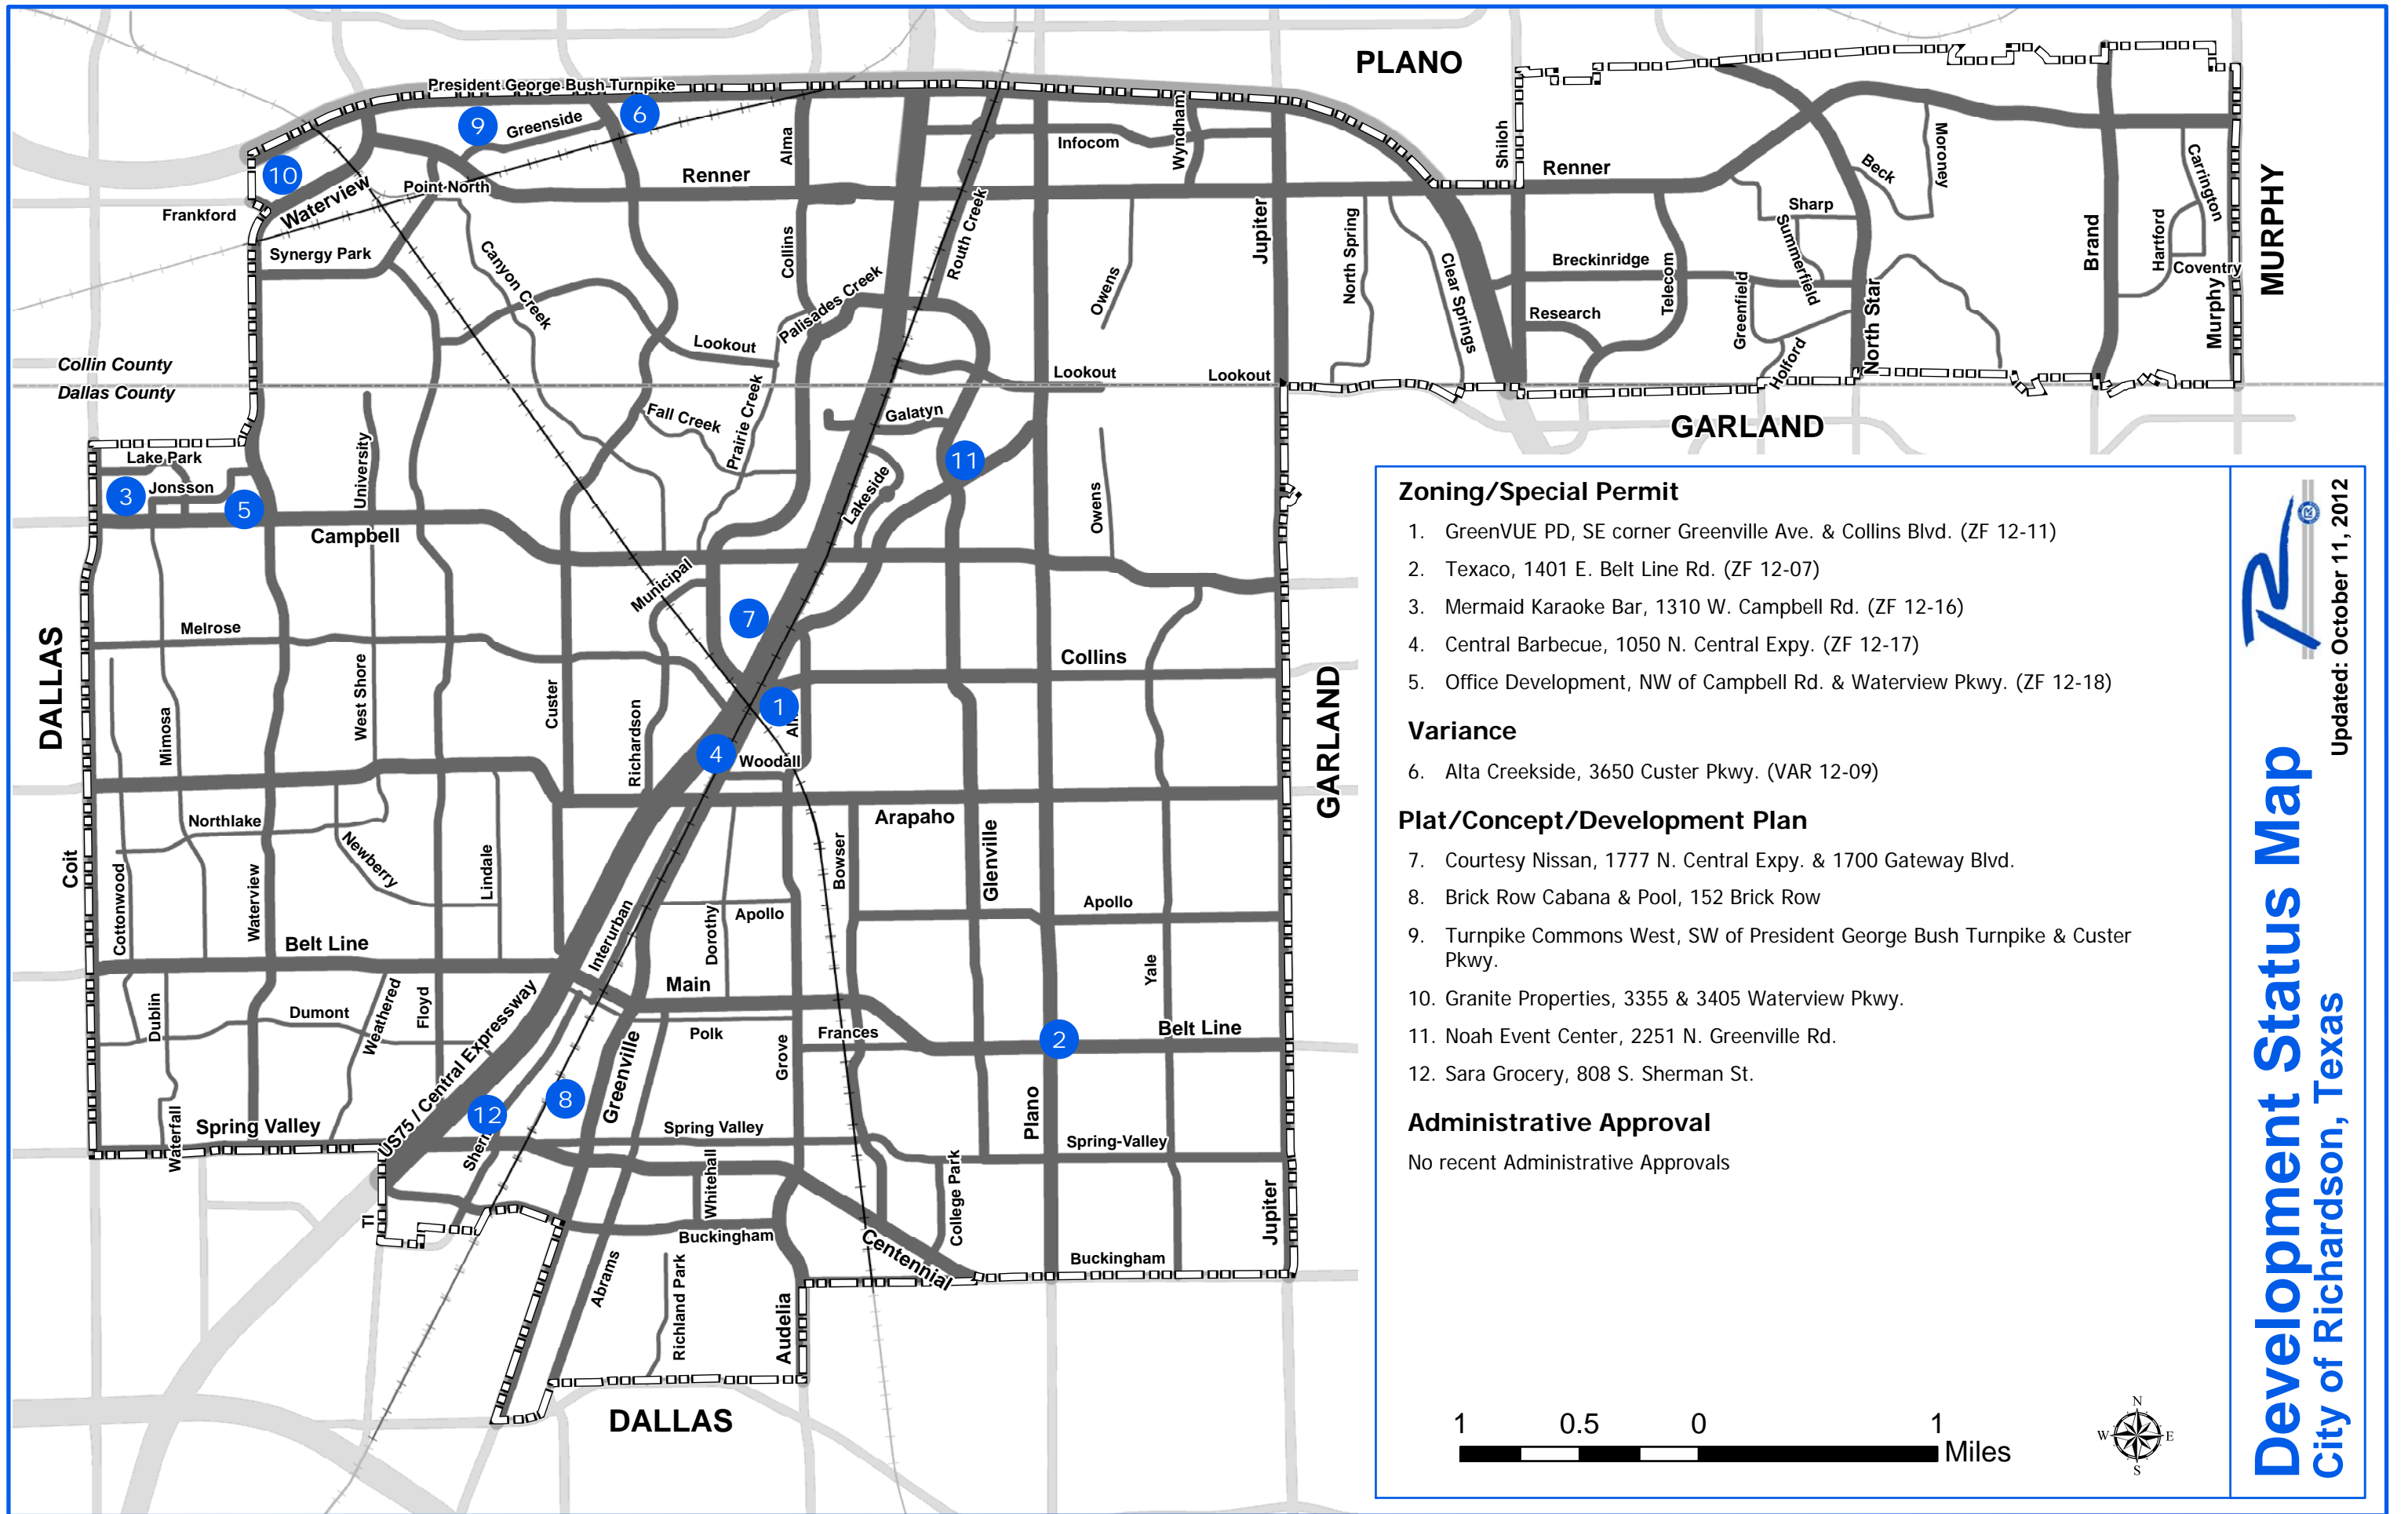 PLANO
President George Bush Turnpike
9
Greenside
6
10
Alma
Infocom
Wyndham
Shiloh
Renner
Renner
Beck
Moroney
Carrington
MURPHY
Point North
Waterview
Frankford
Synergy Park
Canyon Creek
Collins
Routh Creek
Palisades Creek
Owens
Jupiter
North Spring
Clear Springs
Breckinridge
Research
Telecom
Greenfield
Sharp
Summerfield
Holford
North Star
Brand
Hartford
Coventry
Murphy
Collin County
Dallas County
Lookout
Lookout
Lookout
Fall Creek
Prairie Creek
Galatyn
GARLAND
11
Lake Park
3
Jonsson
5
University
Lakeside
Owens
Campbell
Municipal
7
DALLAS
Melrose
Collins
Mimosa
West Shore
Custer
Richardson
1
4
Woodall
GARLAND
Coit
Northlake
Newberry
Cottonwood
Waterview
Lindale
Arapaho
Bowser
Glenville
Interurban
Dorothy
Apollo
Apollo
Belt Line
Main
Yale
Dublin
Dumont
Weathered
Floyd
US75 / Central Expressway
Polk
Frances
Belt Line
2
Grove
Greenville
8
12
Plano
Waterfall
Spring Valley
Spring Valley
Spring-Valley
Whitehall
College Park
Jupiter
TI
Buckingham
Centennial
Buckingham
Abrams
Richland Park
Audelia
DALLAS
Zoning/Special Permit
1. GreenVUE PD, SE corner Greenville Ave. & Collins Blvd. (ZF 12-11)
2. Texaco, 1401 E. Belt Line Rd. (ZF 12-07)
3. Mermaid Karaoke Bar, 1310 W. Campbell Rd. (ZF 12-16)
4. Central Barbecue, 1050 N. Central Expy. (ZF 12-17)
5. Office Development, NW of Campbell Rd. & Waterview Pkwy. (ZF 12-18)
Variance
6. Alta Creekside, 3650 Custer Pkwy. (VAR 12-09)
Plat/Concept/Development Plan
7. Courtesy Nissan, 1777 N. Central Expy. & 1700 Gateway Blvd.
8. Brick Row Cabana & Pool, 152 Brick Row
9. Turnpike Commons West, SW of President George Bush Turnpike & Custer
Pkwy.
10. Granite Properties, 3355 & 3405 Waterview Pkwy.
11. Noah Event Center, 2251 N. Greenville Rd.
12. Sara Grocery, 808 S. Sherman St.
Administrative Approval
No recent Administrative Approvals
1 0.5 0 1
Miles
N
W E
S
Updated: October 11, 2012
Development Status Map
City of Richardson, Texas